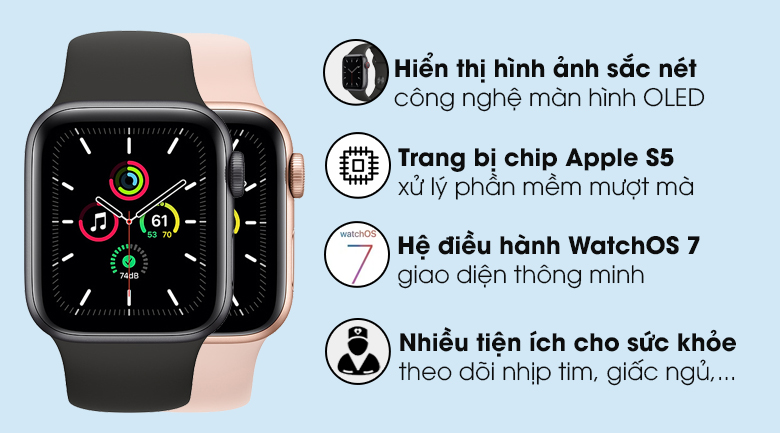 Hiển thị hình ảnh sắc nét
công nghệ màn hình OLED
Trang bị chip Apple S5
xử lý phần mềm mượt mà
watchOS
7
Hệ điều hành WatchOS 7
giao diện thông minh
Nhiều tiện ích cho sức khỏe
theo dõi nhịp tim, giấc ngủ,...
61
53 70
74dB